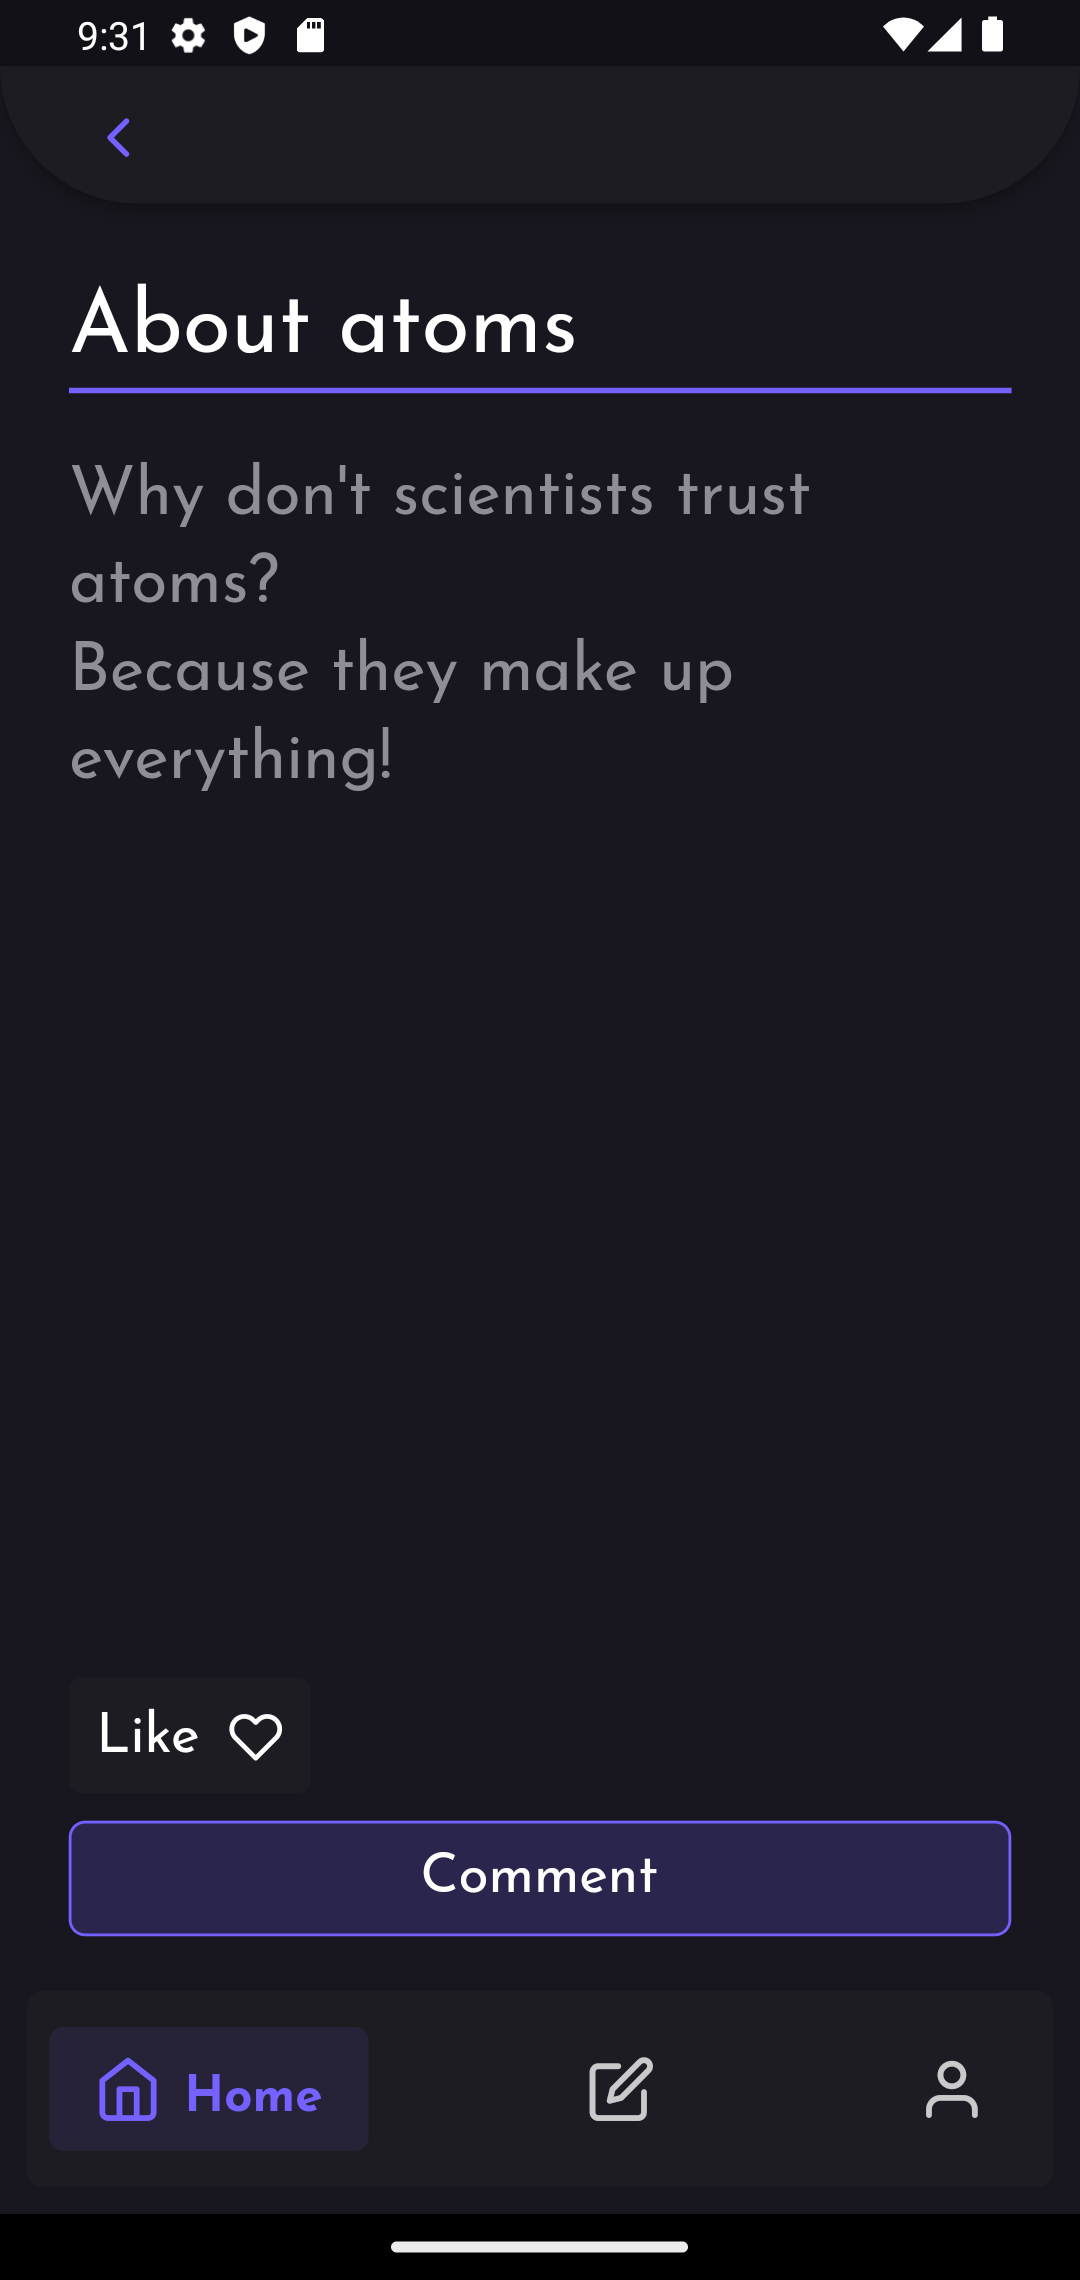 9:31
About atoms
Why don't scientists trust
atoms?
Because they make up
everything!
Like
Comment
Home